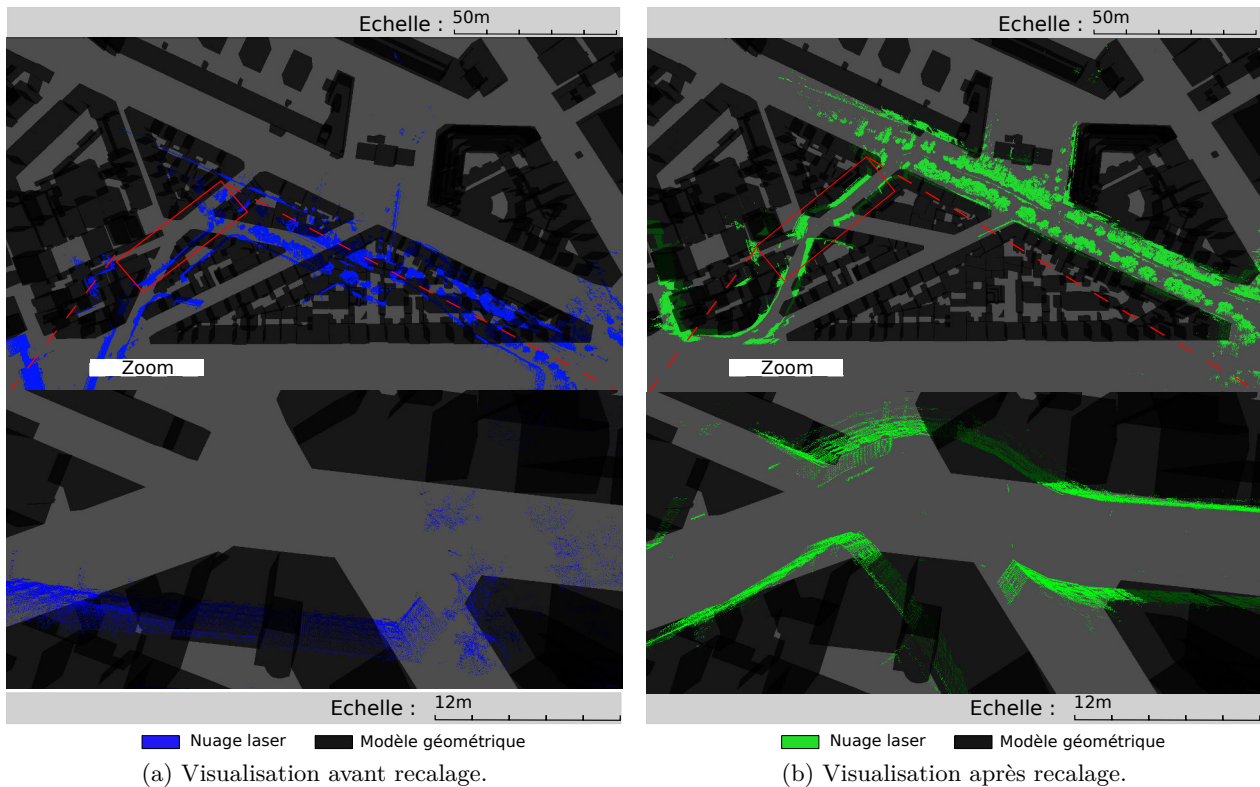 Echelle : 50m
Zoom
Echelle : 12m
Nuage laser Modèle géométrique
(a) Visualisation avant recalage.
Echelle : 50m
Zoom
Echelle : 12m
Nuage laser Modèle géométrique
(b) Visualisation après recalage.